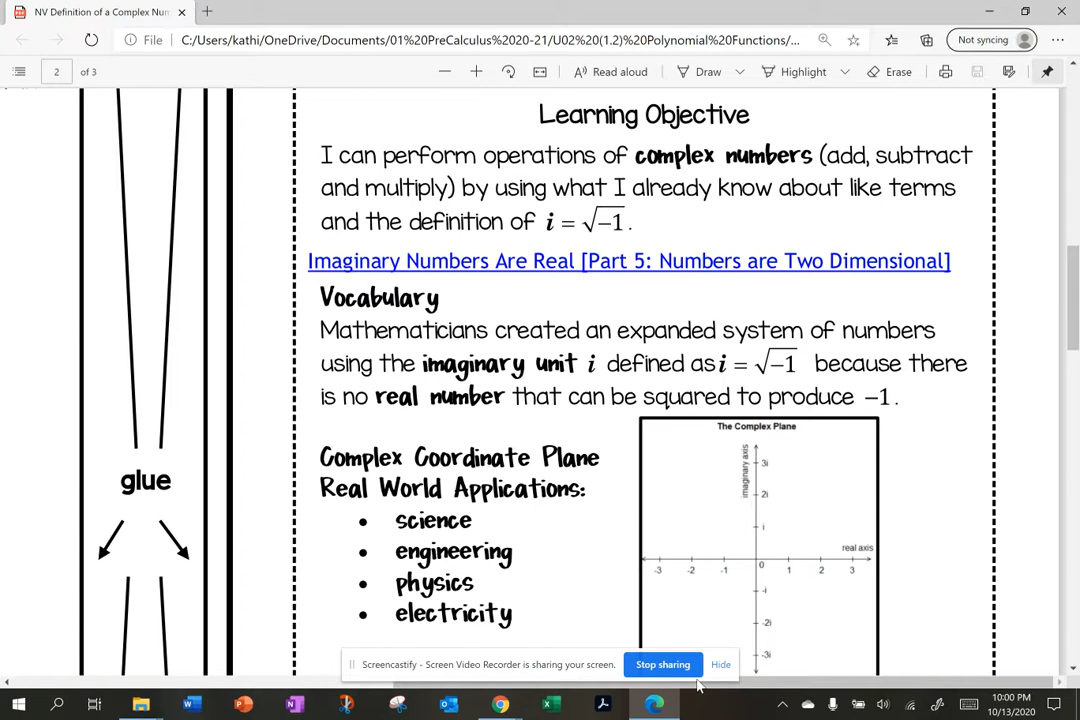 NV Definition of a Complex Num
File
C:/Users/kathi/OneDrive/Documents/01%20PreCalculus%2020-21/U02%20(1.2)%20Polynomial%20Functions/...
Not syncing
2 of 3
Read aloud
Draw
Highlight
Erase
Learning Objective
I can perform operations of complex numbers (add, subtract
and multiply) by using what I already know about like terms
and the definition of i = √−1.
Imaginary Numbers Are Real [Part 5: Numbers are Two Dimensional]
Vocabulary
Mathematicians created an expanded system of numbers
using the imaginary unit i defined as i = √−1 because there
is no real number that can be squared to produce −1.
glue
Complex Coordinate Plane
Real World Applications:
• science
• engineering
• physics
• electricity
The Complex Plane
imaginary axis
3i
2i
i
real axis
-3 -2 -1 0 1 2 3
-i
-2i
-3i
Screencastify - Screen Video Recorder is sharing your screen.
Stop sharing
Hide
10:00 PM
10/13/2020